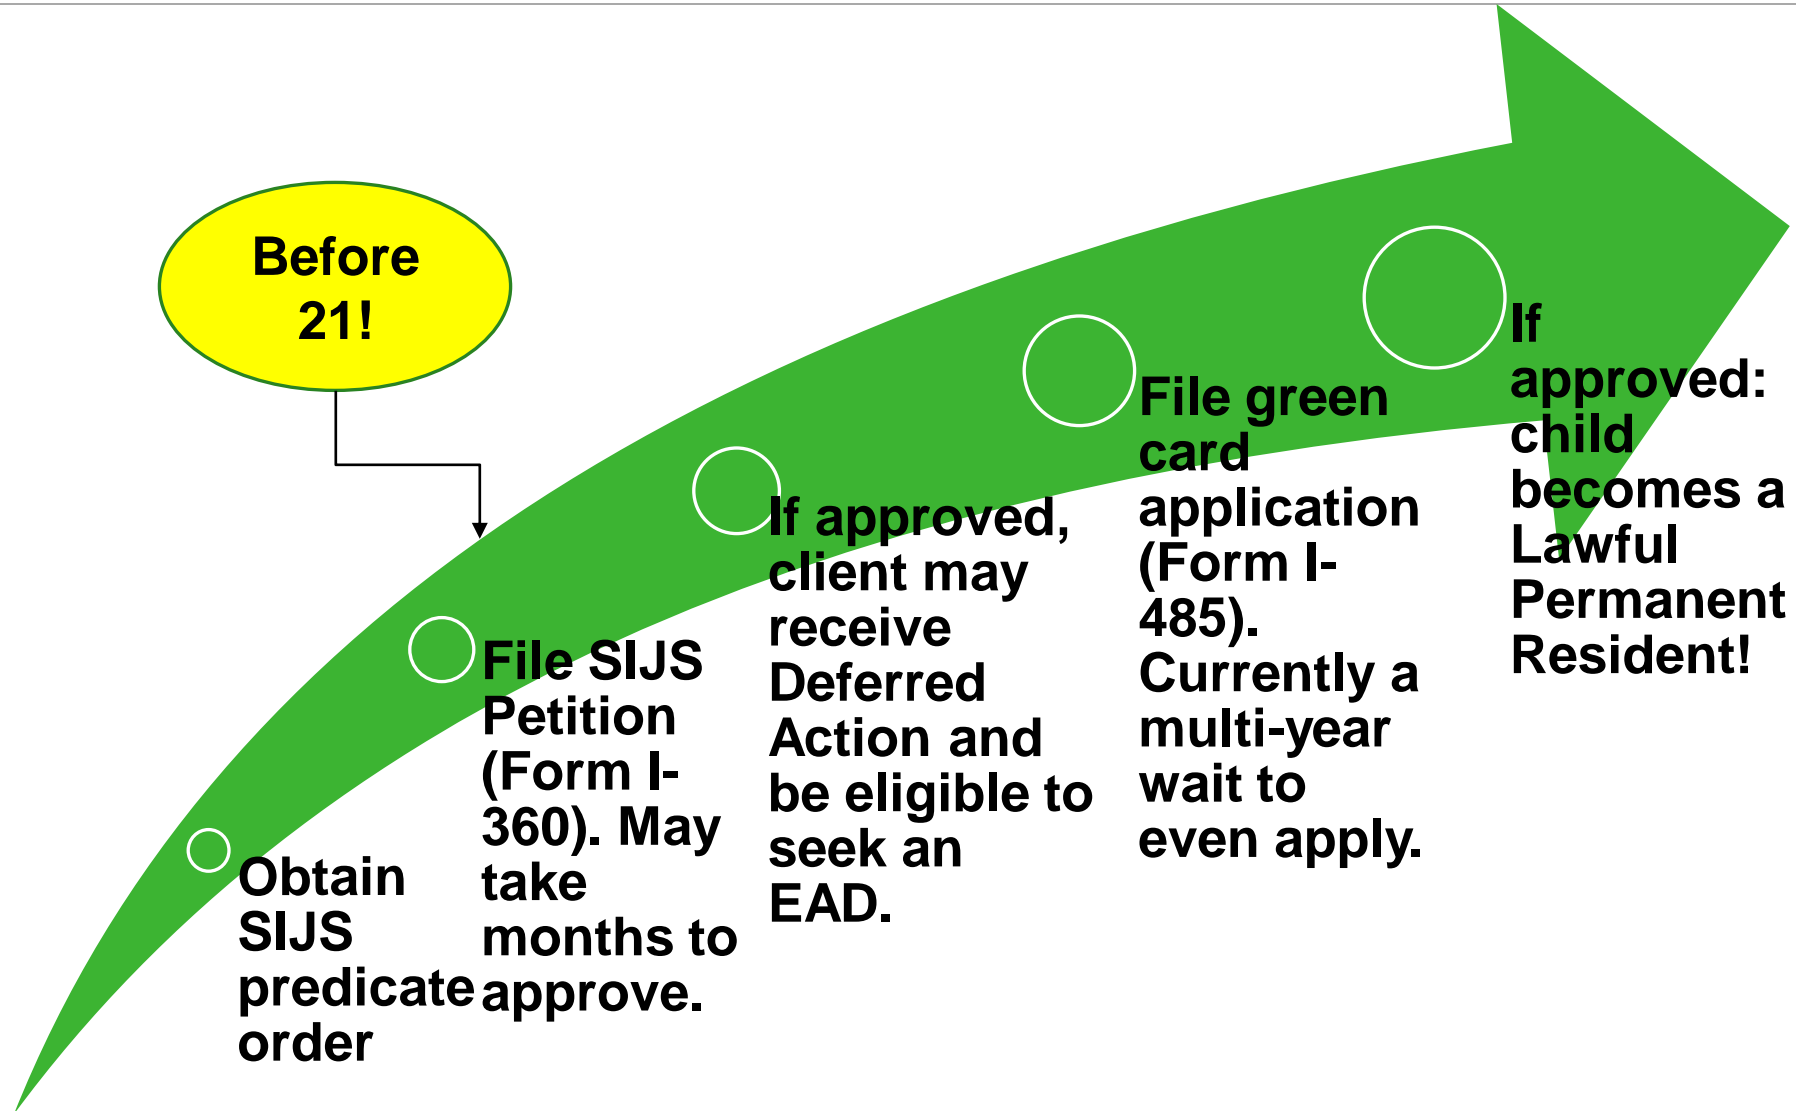 Before
21!
Obtain
SIJS
predicate
order
File SIJS
Petition
(Form I-
360). May
take
months to
approve.
If approved,
client may
receive
Deferred
Action and
be eligible to
seek an
EAD.
File green
card
application
(Form I-
485).
Currently a
multi-year
wait to
even apply.
If
approved:
child
becomes a
Lawful
Permanent
Resident!